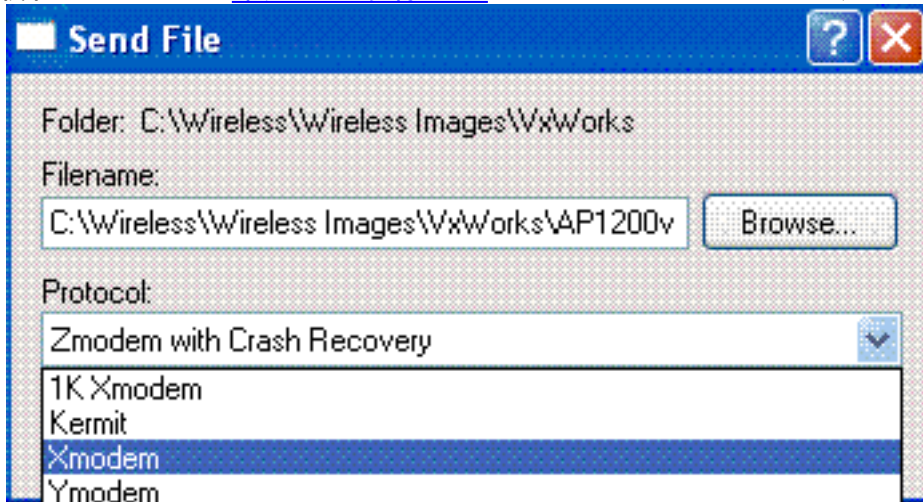 Send File
Folder: C:\Wireless\Wireless Images\VxWorks
Filename:
C:\Wireless\Wireless Images\VxWorks\AP1200v
Browse...
Protocol:
Zmodem with Crash Recovery
1K Xmodem
Kermit
Xmodem
Ymodem